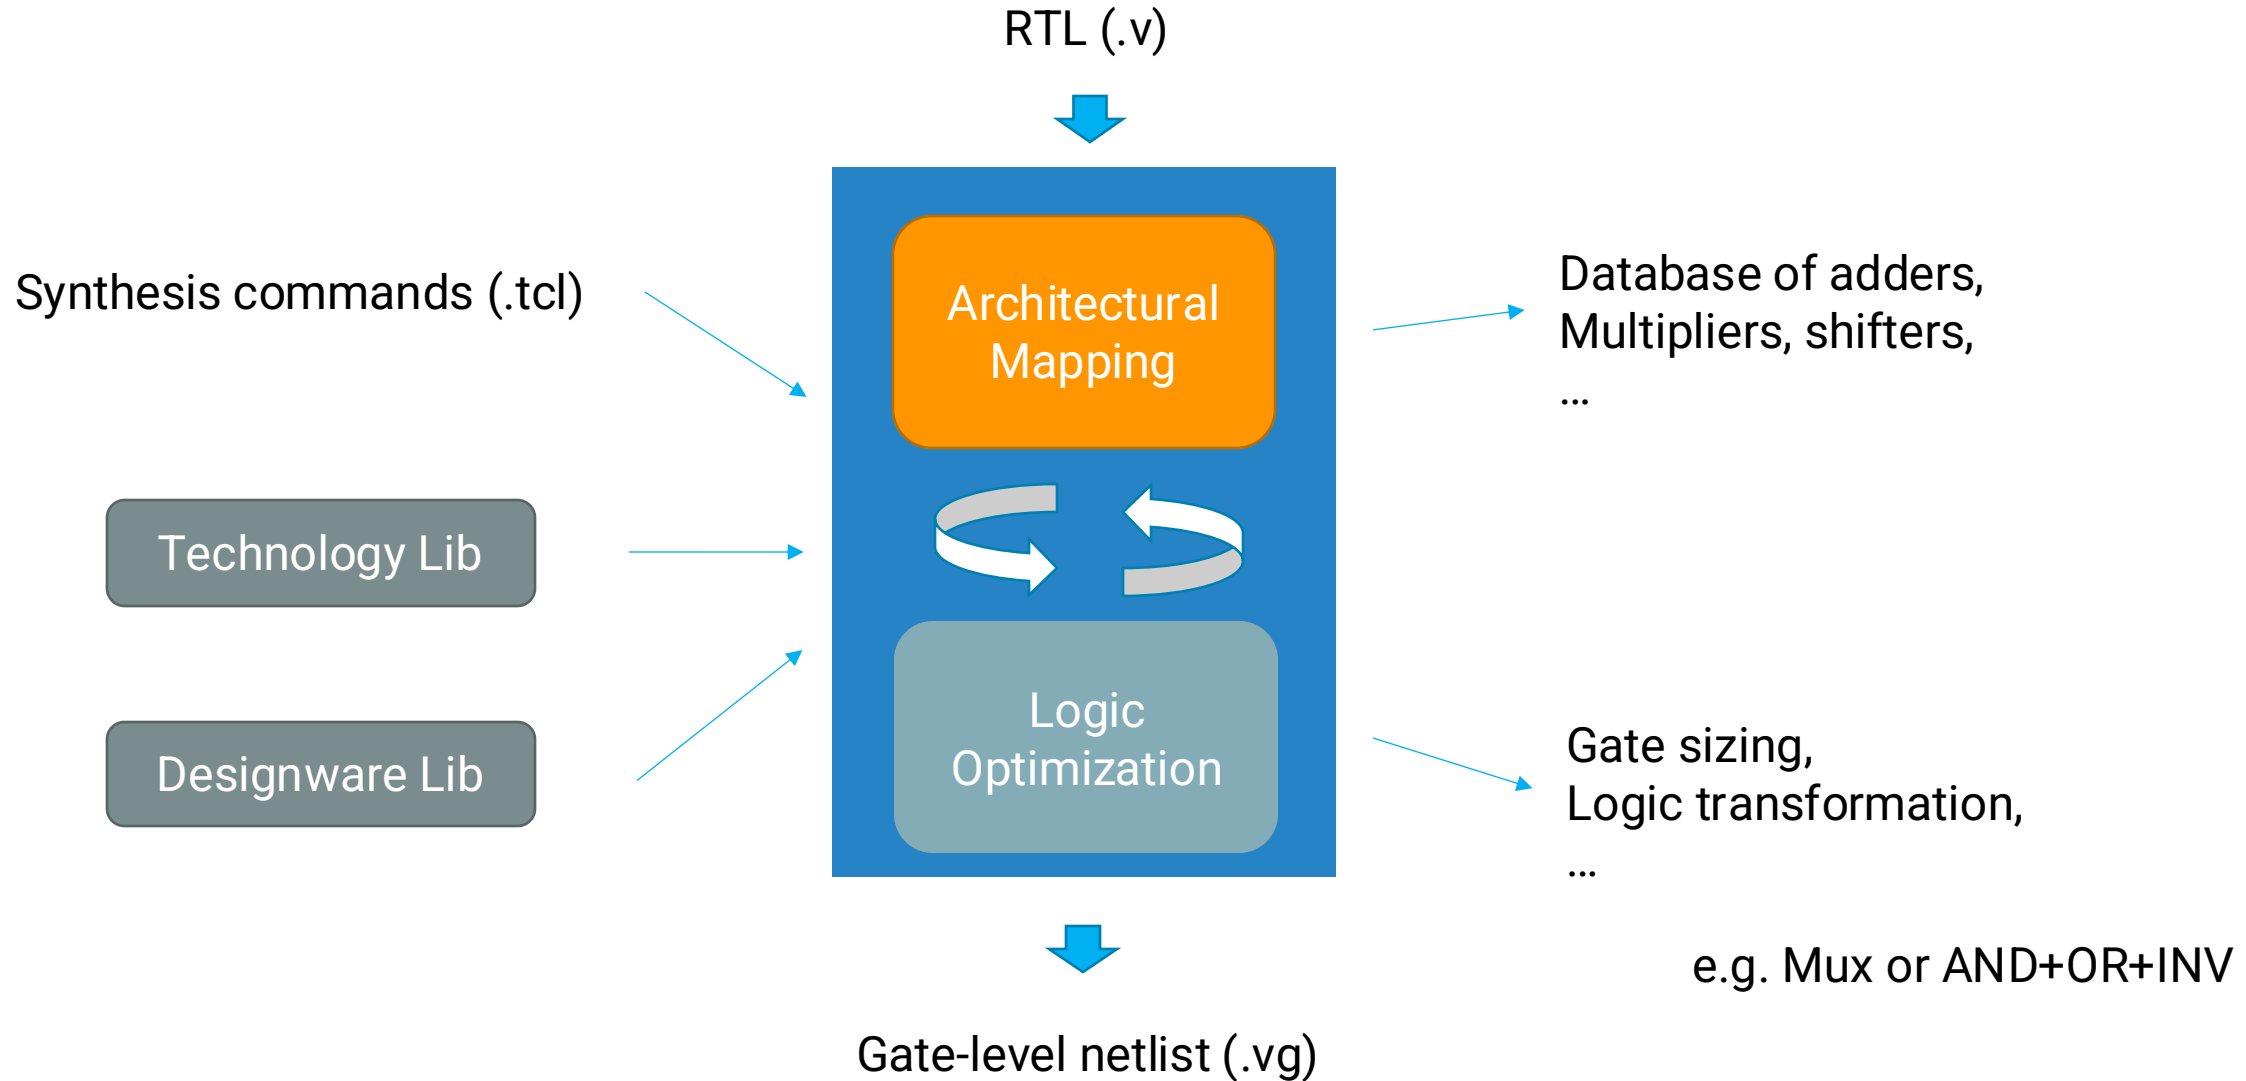 RTL (.v)
Synthesis commands (.tcl)
Technology Lib
Designware Lib
Architectural
Mapping
Logic
Optimization
Database of adders,
Multipliers, shifters,
...
Gate sizing,
Logic transformation,
...
e.g. Mux or AND+OR+INV
Gate-level netlist (.vg)